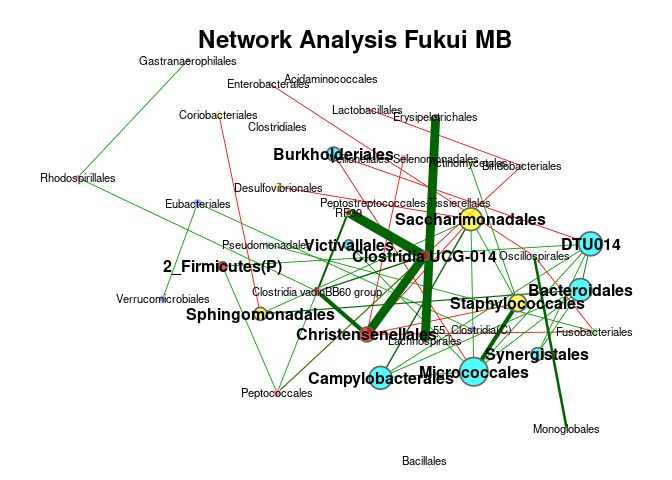 Network Analysis Fukui MB
Gastranaerophilales
Acidaminococcales
Enterobacterales
Lactobacillales
Coriobacteriales
Erysipelotrichales
Clostridiales
Burkholderiales
Veillonellales-Selenomonadales
Actinomycetales
Bifidobacteriales
Rhodospirillales
Desulfovibrionales
Eubacteriales
Peptostreptococcales-Tissierellales
RF39
Saccharimonadales
Pseudomonadales
Victivallales
DTU014
Clostridia UCG-014
Oscillospirales
2_Firmicutes(P)
Clostridia vadinBB60 group
Bacteroidales
Verrucomicrobiales
Staphylococcales
Sphingomonadales
Christensenellales
55_Clostridia(C)
Fusobacteriales
Lachnospirales
Synergistales
Campylobacterales
Micrococcales
Peptococcales
Monoglobales
Bacillales